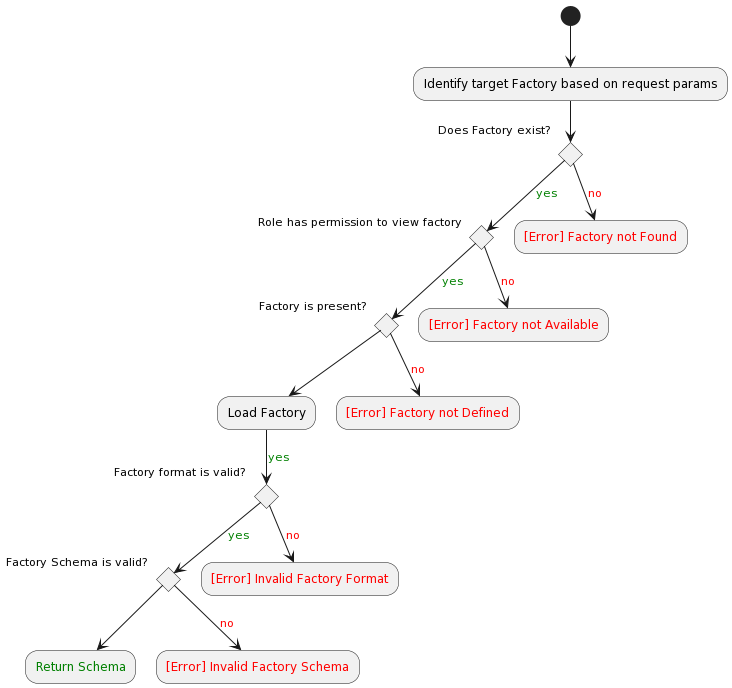 Identify target Factory based on request params
Does Factory exist?
yes
no
Role has permission to view factory
[Error] Factory not Found
yes
no
Factory is present?
[Error] Factory not Available
no
Load Factory
[Error] Factory not Defined
yes
Factory format is valid?
yes
no
Factory Schema is valid?
[Error] Invalid Factory Format
no
Return Schema
[Error] Invalid Factory Schema